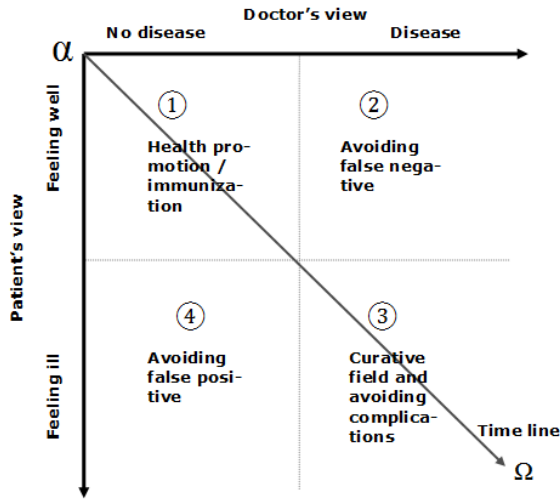 Doctor's view
No disease
Disease
α
Feeling well
Patient's view
Feeling ill
①
Health pro-
motion /
immuniza-
tion
②
Avoiding
false nega-
tive
④
Avoiding
false posi-
tive
③
Curative
field and
avoiding
complica-
tions
Time line
Ω